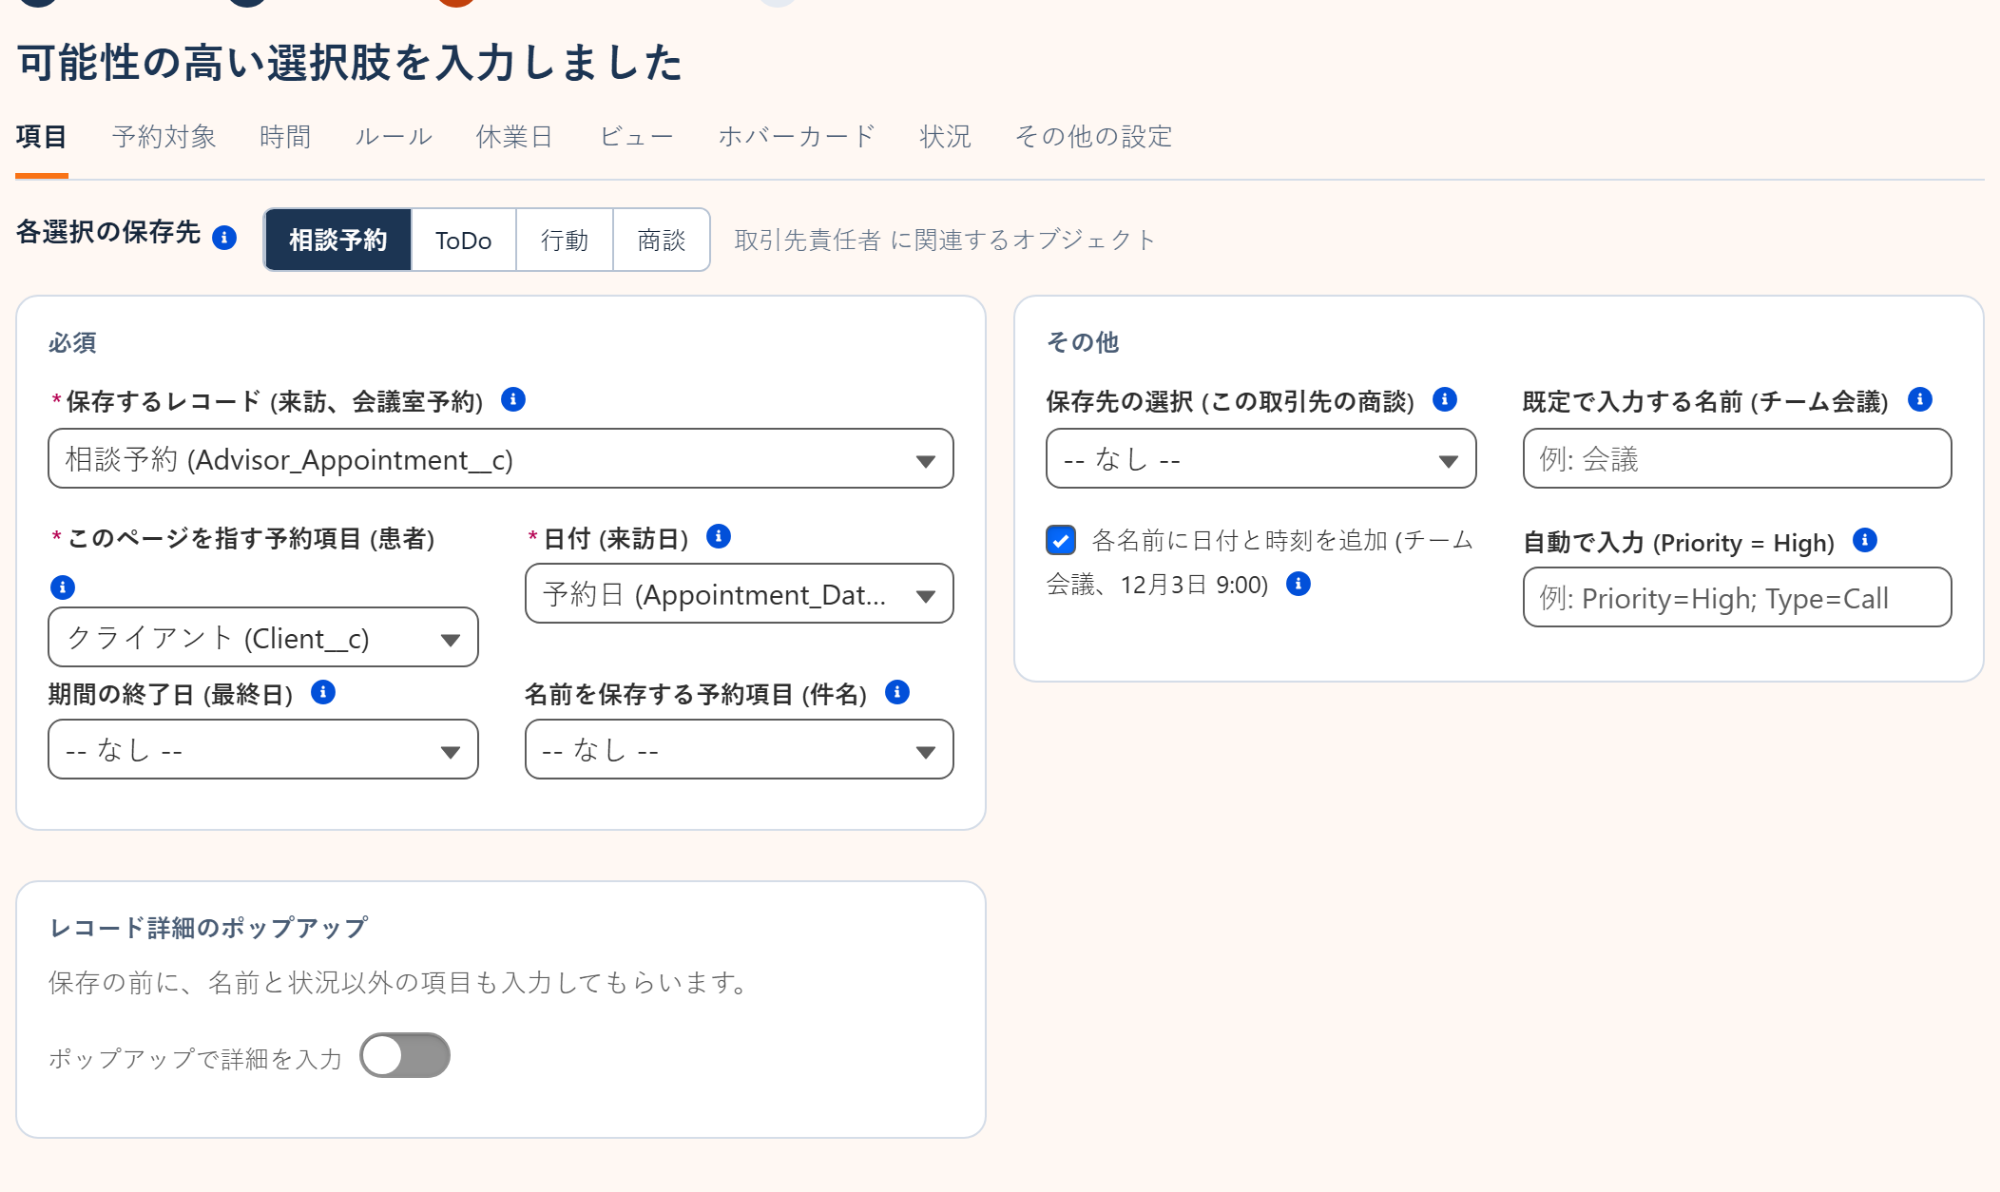 可能性の高い選択肢を入力しました
項目 予約対象 時間 ルール 休業日 ビュー ホバーカード 状況 その他の設定
各選択の保存先 相談予約 ToDo 行動 商談 取引先責任者 に関連するオブジェクト
必須
*保存するレコード (来訪、会議室予約)
相談予約 (Advisor_Appointment__c)
*このページを指す予約項目 (患者)
クライアント (Client__c)
*日付 (来訪日)
予約日 (Appointment_Dat...
期間の終了日 (最終日)
-- なし --
名前を保存する予約項目 (件名)
-- なし --
その他
保存先の選択 (この取引先の商談)
-- なし --
既定で入力する名前 (チーム会議)
例: 会議
各名前に日付と時刻を追加 (チーム
会議、12月3日 9:00)
自動で入力 (Priority = High)
例: Priority=High; Type=Call
レコード詳細のポップアップ
保存の前に、名前と状況以外の項目も入力してもらいます。
ポップアップで詳細を入力